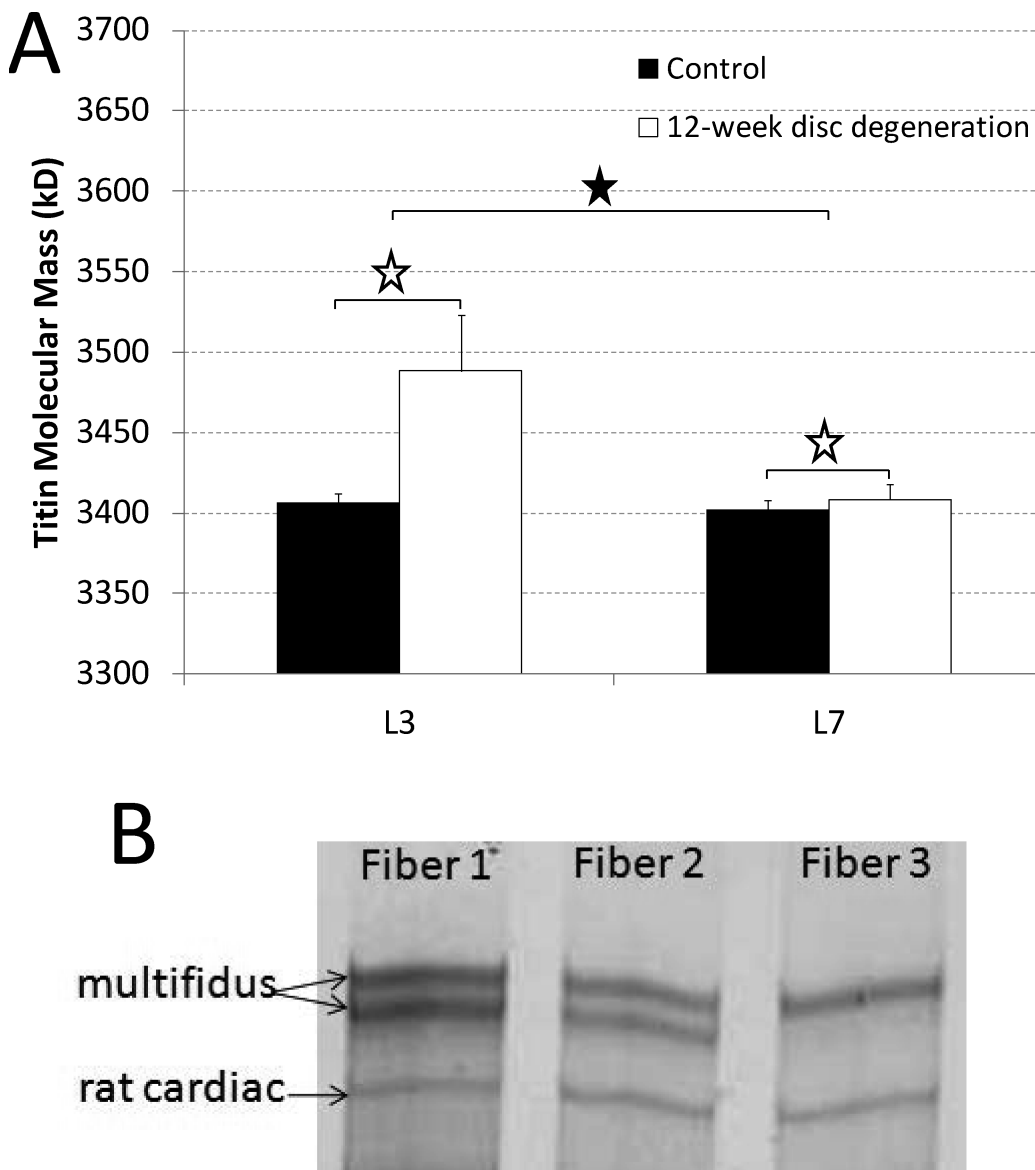 A
3700
3650
3600
3550
3500
3450
3400
3350
3300
Titin Molecular Mass (kD)
Control
12-week disc degeneration
L3
L7
B
Fiber 1
Fiber 2
Fiber 3
multifidus
rat cardiac